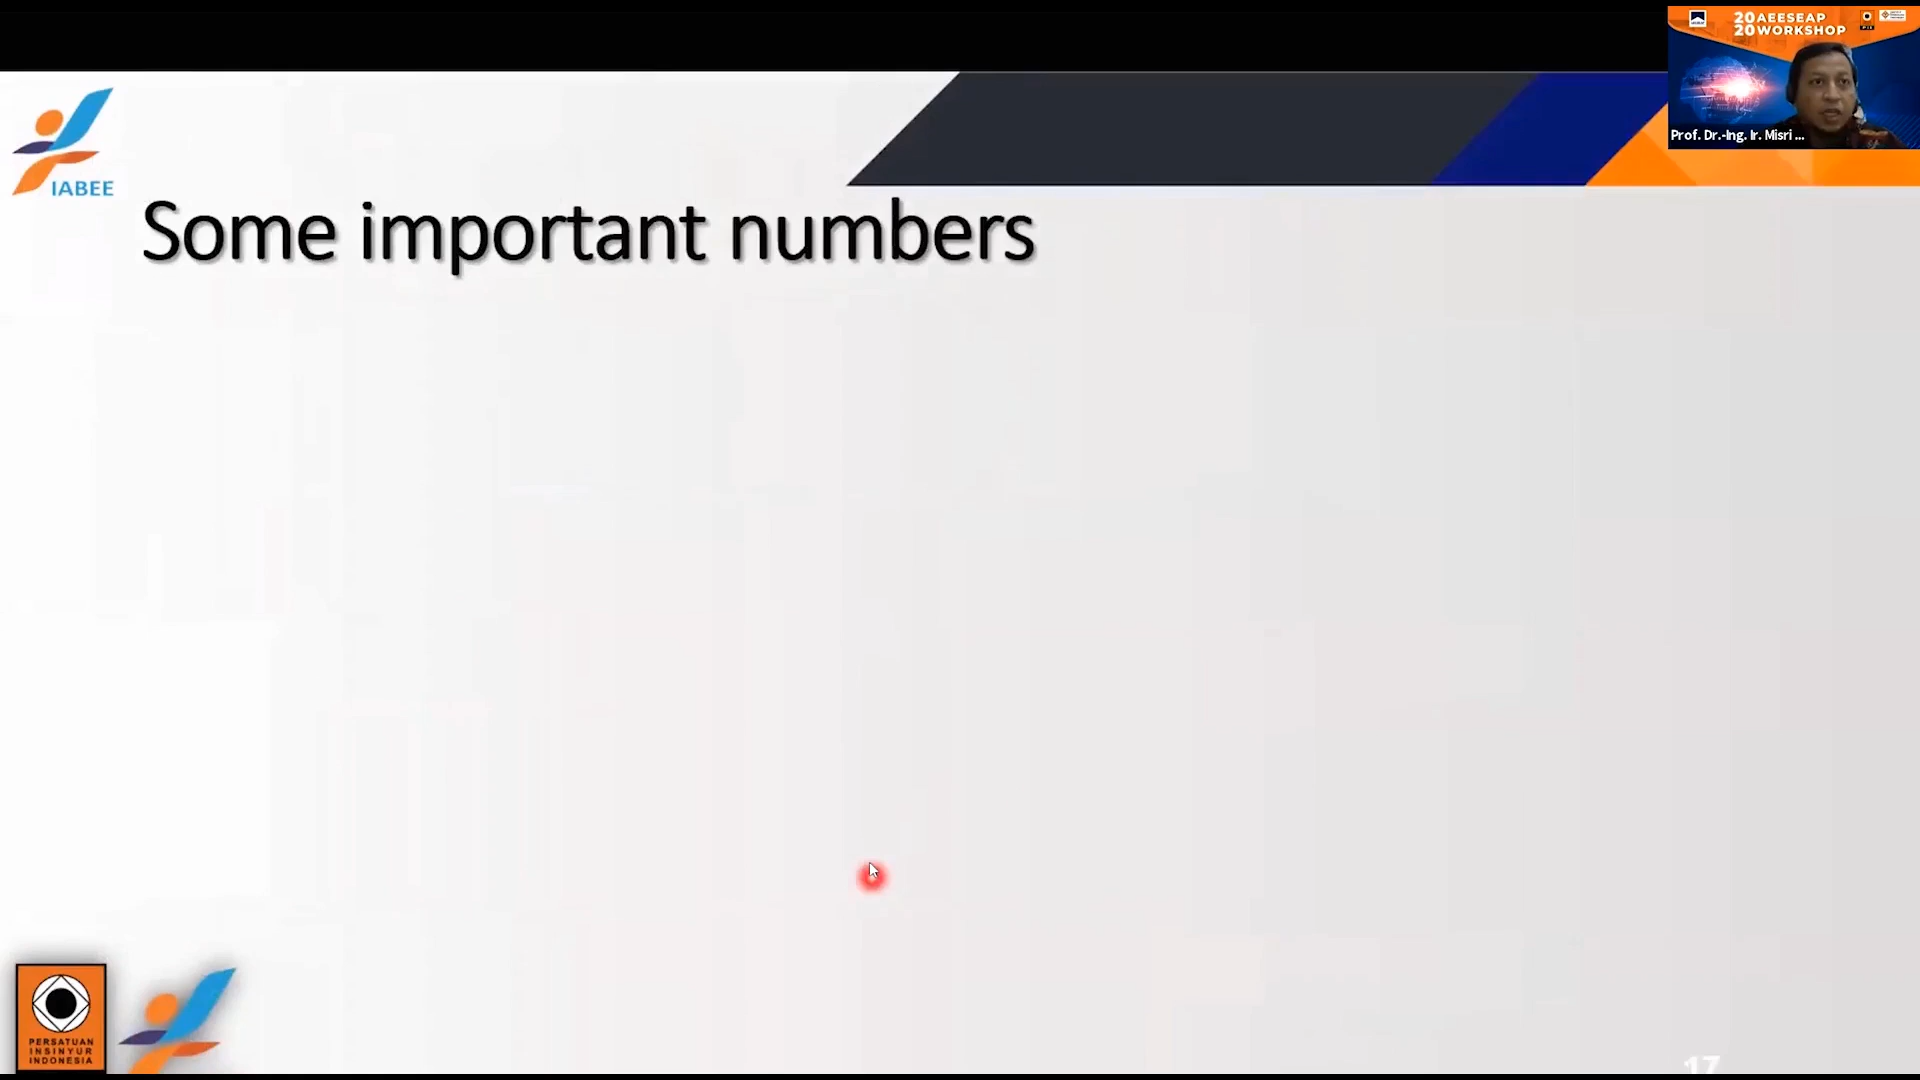 20 AEESEAP
20 WORKSHOP
Prof. Dr.-Ing. Ir. Misri ...
IABEE
Some important numbers
PERSATUAN
INSINYUR
INDONESIA
17